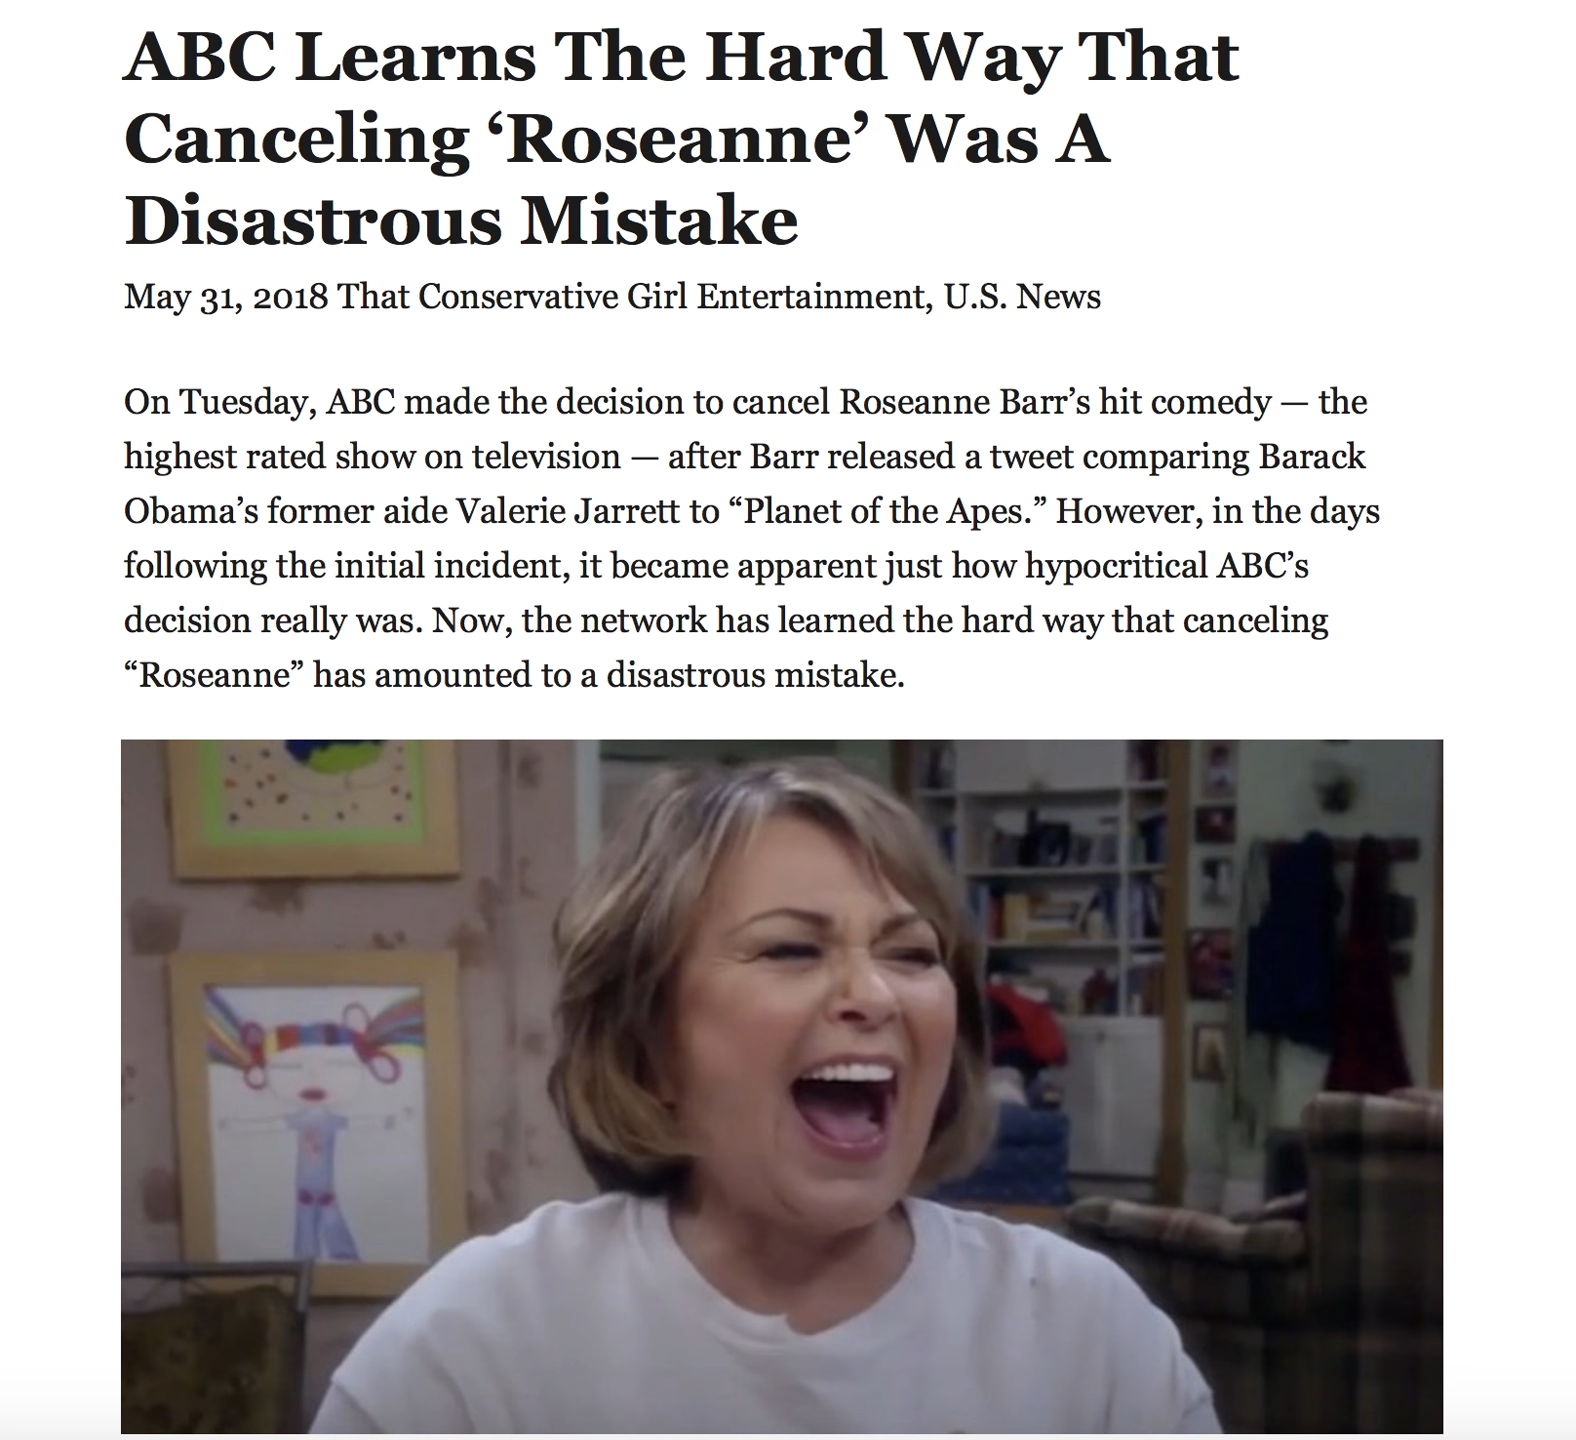 ABC Learns The Hard Way That
Canceling ‘Roseanne’ Was A
Disastrous Mistake
May 31, 2018 That Conservative Girl Entertainment, U.S. News
On Tuesday, ABC made the decision to cancel Roseanne Barr’s hit comedy — the
highest rated show on television — after Barr released a tweet comparing Barack
Obama’s former aide Valerie Jarrett to “Planet of the Apes.” However, in the days
following the initial incident, it became apparent just how hypocritical ABC’s
decision really was. Now, the network has learned the hard way that canceling
“Roseanne” has amounted to a disastrous mistake.